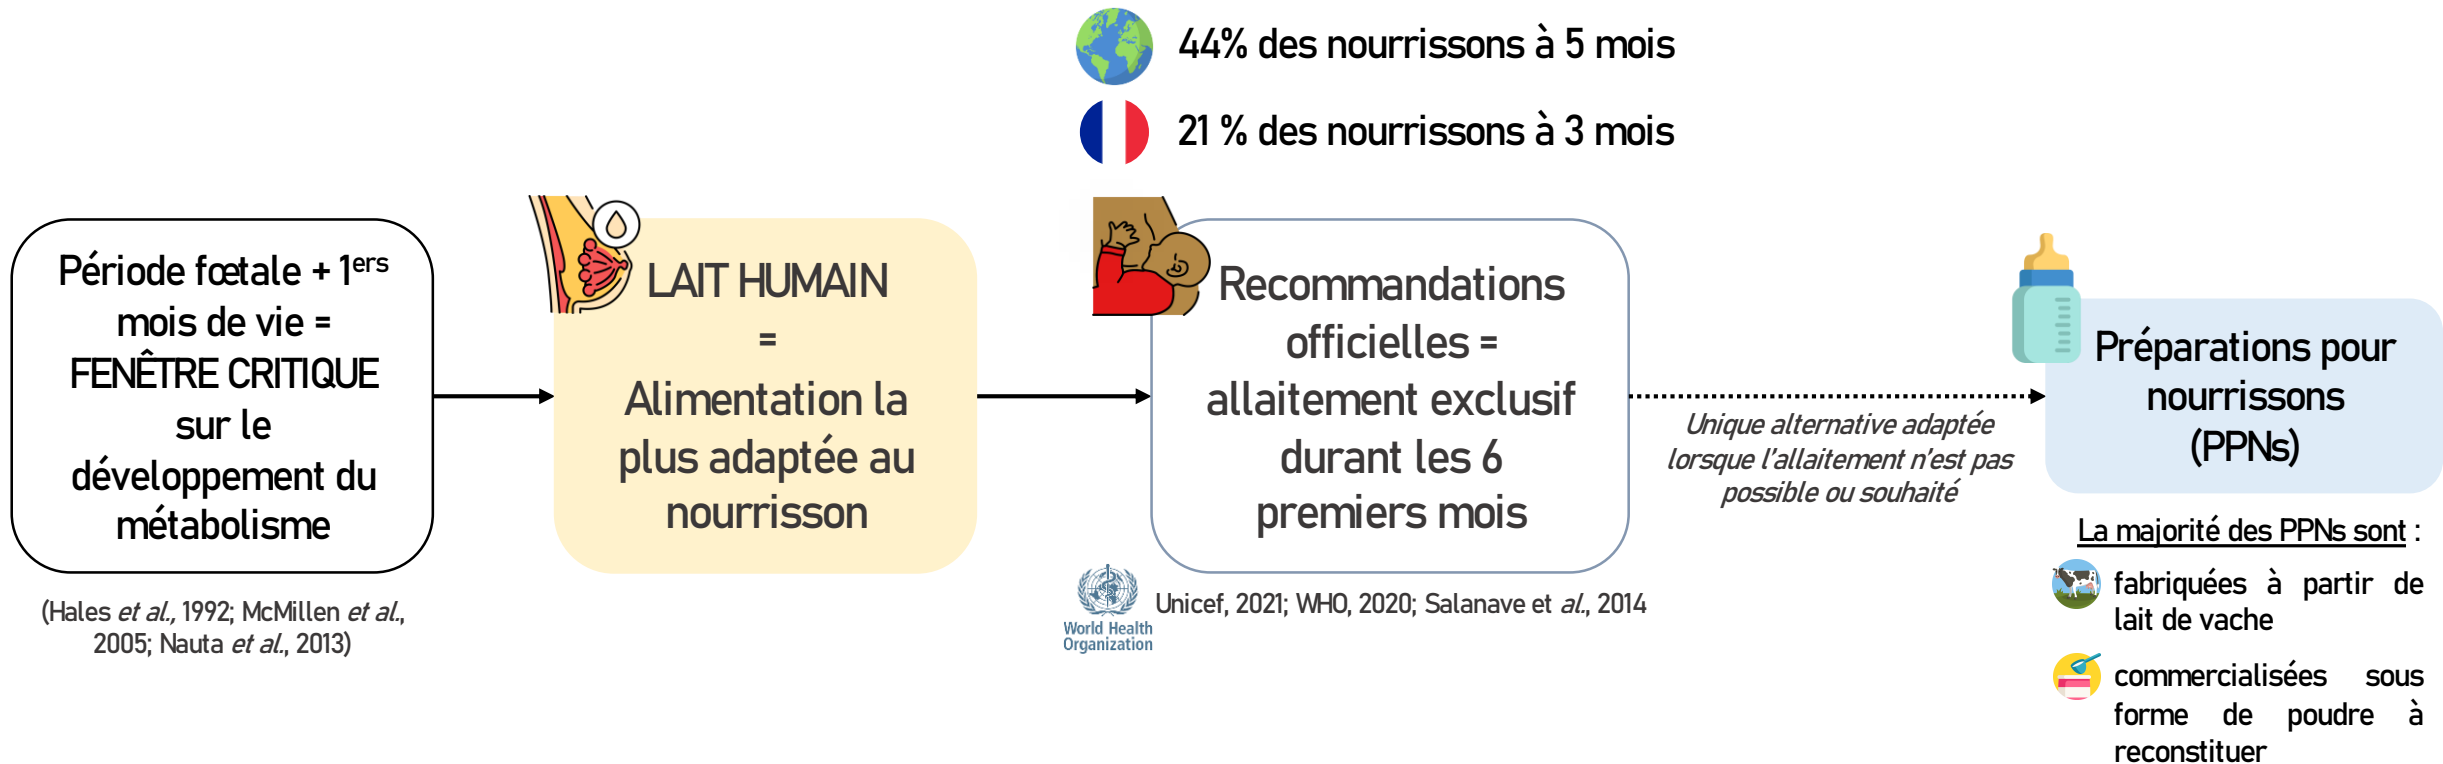 44% des nourrissons à 5 mois
21 % des nourrissons à 3 mois
Période fœtale + 1ers
mois de vie =
FENÊTRE CRITIQUE
sur le
développement du
métabolisme
(Hales et al., 1992; McMillen et al.,
2005; Nauta et al., 2013)
LAIT HUMAIN
=
Alimentation la
plus adaptée au
nourrisson
Recommandations
officielles =
allaitement exclusif
durant les 6
premiers mois
World Health
Organization
Unicef, 2021; WHO, 2020; Salanave et al., 2014
Unique alternative adaptée
lorsque l'allaitement n'est pas
possible ou souhaité
Préparations pour
nourrissons
(PPNs)
La majorité des PPNs sont :
fabriquées à partir de
lait de vache
commercialisées sous
forme de poudre à
reconstituer